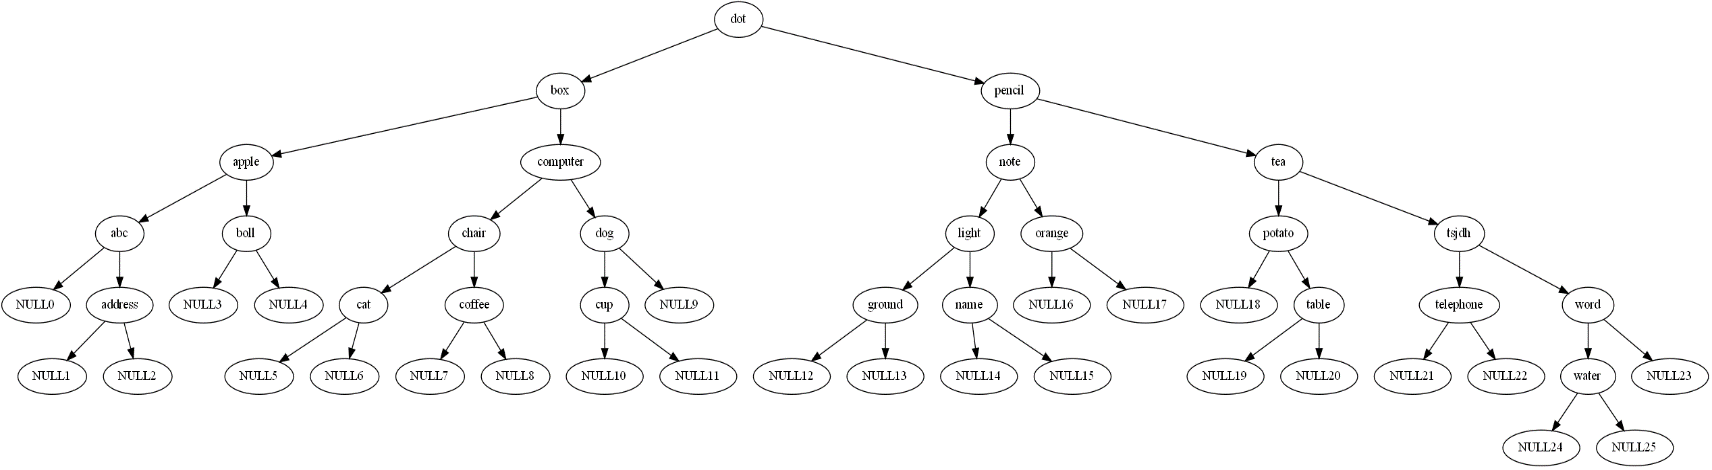 dot
box pencil
apple computer note tea
abc boll chair dog light orange potato tsjdh
NULL0 address NULL3 NULL4 cat coffee cup NULL9 ground name NULL16 NULL17 NULL18 table telephone word
NULL1 NULL2 NULL5 NULL6 NULL7 NULL8 NULL10 NULL11 NULL12 NULL13 NULL14 NULL15 NULL19 NULL20 NULL21 NULL22 water NULL23
NULL24 NULL25